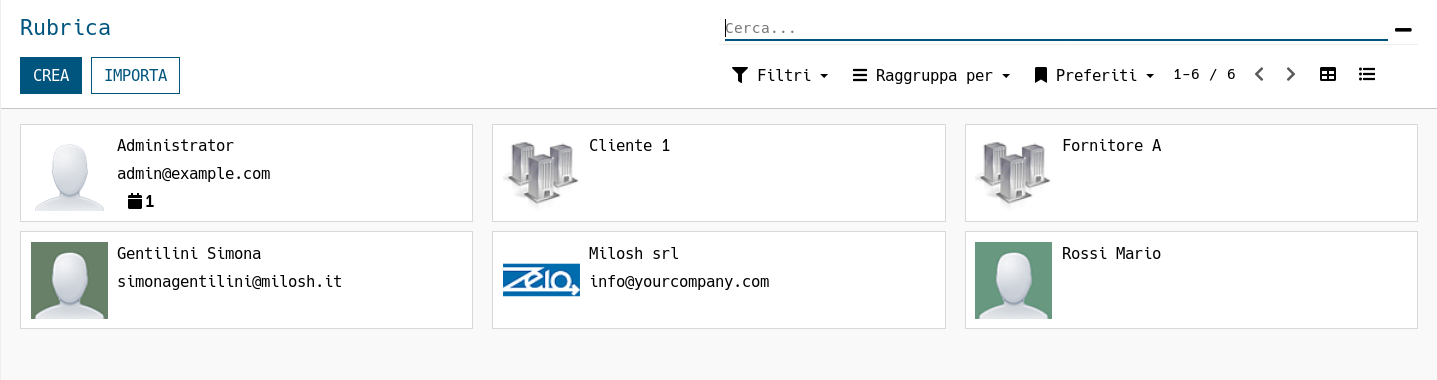 Rubrica
Cerca...
CREA
IMPORTA
Filtri
Raggruppa per
Preferiti
1-6 / 6
Administrator
admin@example.com
1
Cliente 1
Fornitore A
Gentilini Simona
simonagentilini@milosh.it
Zelo
Milosh srl
info@yourcompany.com
Rossi Mario